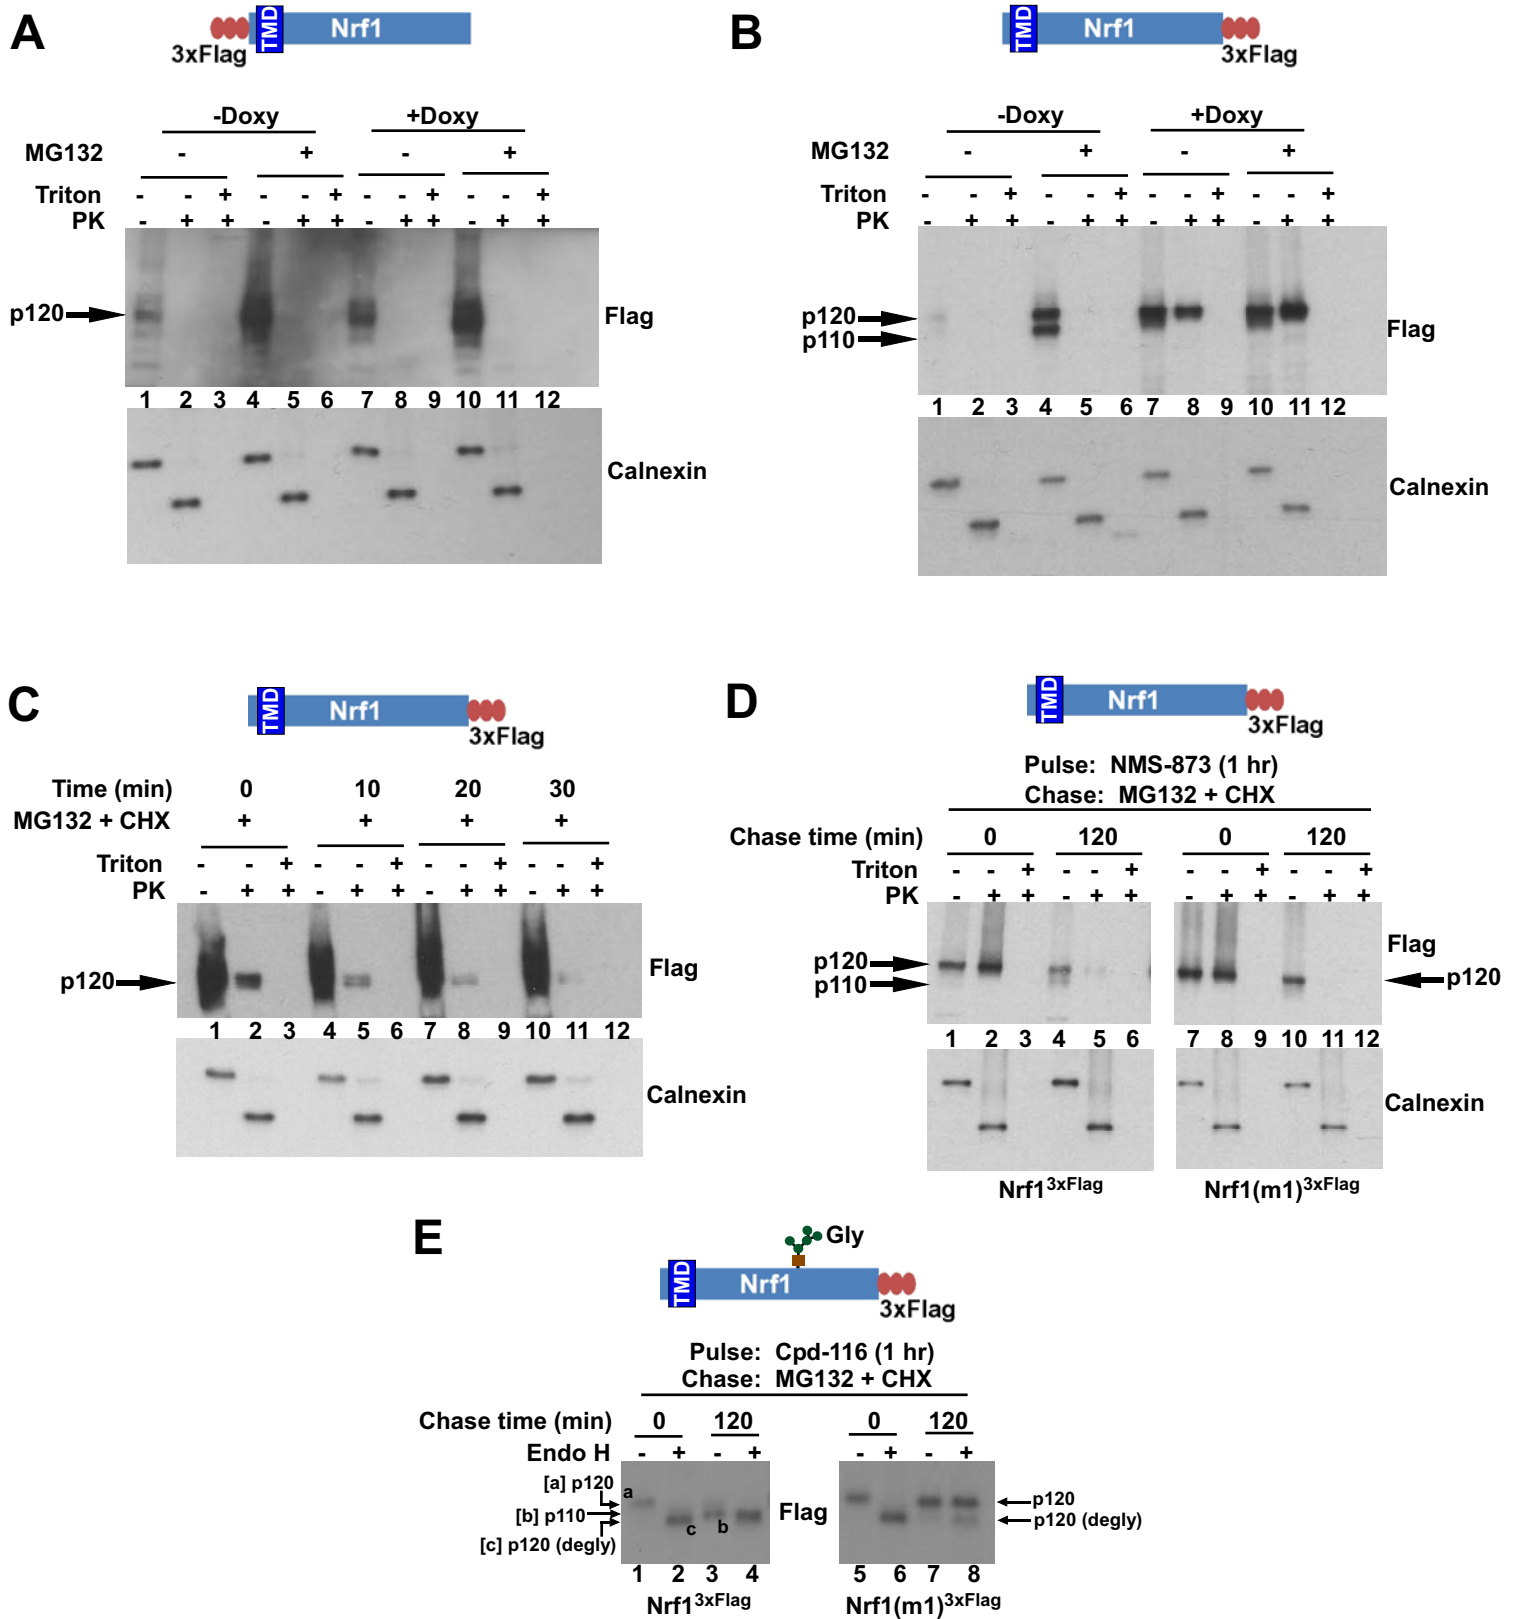 A
TMD
Nrf1
3xFlag
-Doxy
+Doxy
MG132
- + - +
Triton
- - + - - + - - + - - +
PK
- + + - + + - + + - + +
p120
Flag
1 2 3 4 5 6 7 8 9 10 11 12
Calnexin
B
TMD
Nrf1
3xFlag
-Doxy
+Doxy
MG132
- + - +
Triton
- - + - - + - - + - - +
PK
- + + - + + - + + - + +
p120
p110
Flag
1 2 3 4 5 6 7 8 9 10 11 12
Calnexin
C
TMD
Nrf1
3xFlag
Time (min) 0 10 20 30
MG132 + CHX + + + +
Triton - - + - - + - - + - - +
PK - + + - + + - + + - + +
p120
Flag
1 2 3 4 5 6 7 8 9 10 11 12
Calnexin
D
TMD
Nrf1
3xFlag
Pulse: NMS-873 (1 hr)
Chase: MG132 + CHX
Chase time (min) 0 120 0 120
Triton - - + - - + - - + - - +
PK - + + - + + - + + - + +
Flag
p120
p110
p120
1 2 3 4 5 6 7 8 9 10 11 12
Calnexin
Nrf13xFlag
Nrf1(m1)3xFlag
E
Gly
TMD
Nrf1
3xFlag
Pulse: Cpd-116 (1 hr)
Chase: MG132 + CHX
Chase time (min) 0 120 0 120
Endo H - + - + - + - +
[a] p120
a
[b] p110
c b
[c] p120 (degly)
Flag
p120
p120 (degly)
1 2 3 4 5 6 7 8
Nrf13xFlag
Nrf1(m1)3xFlag